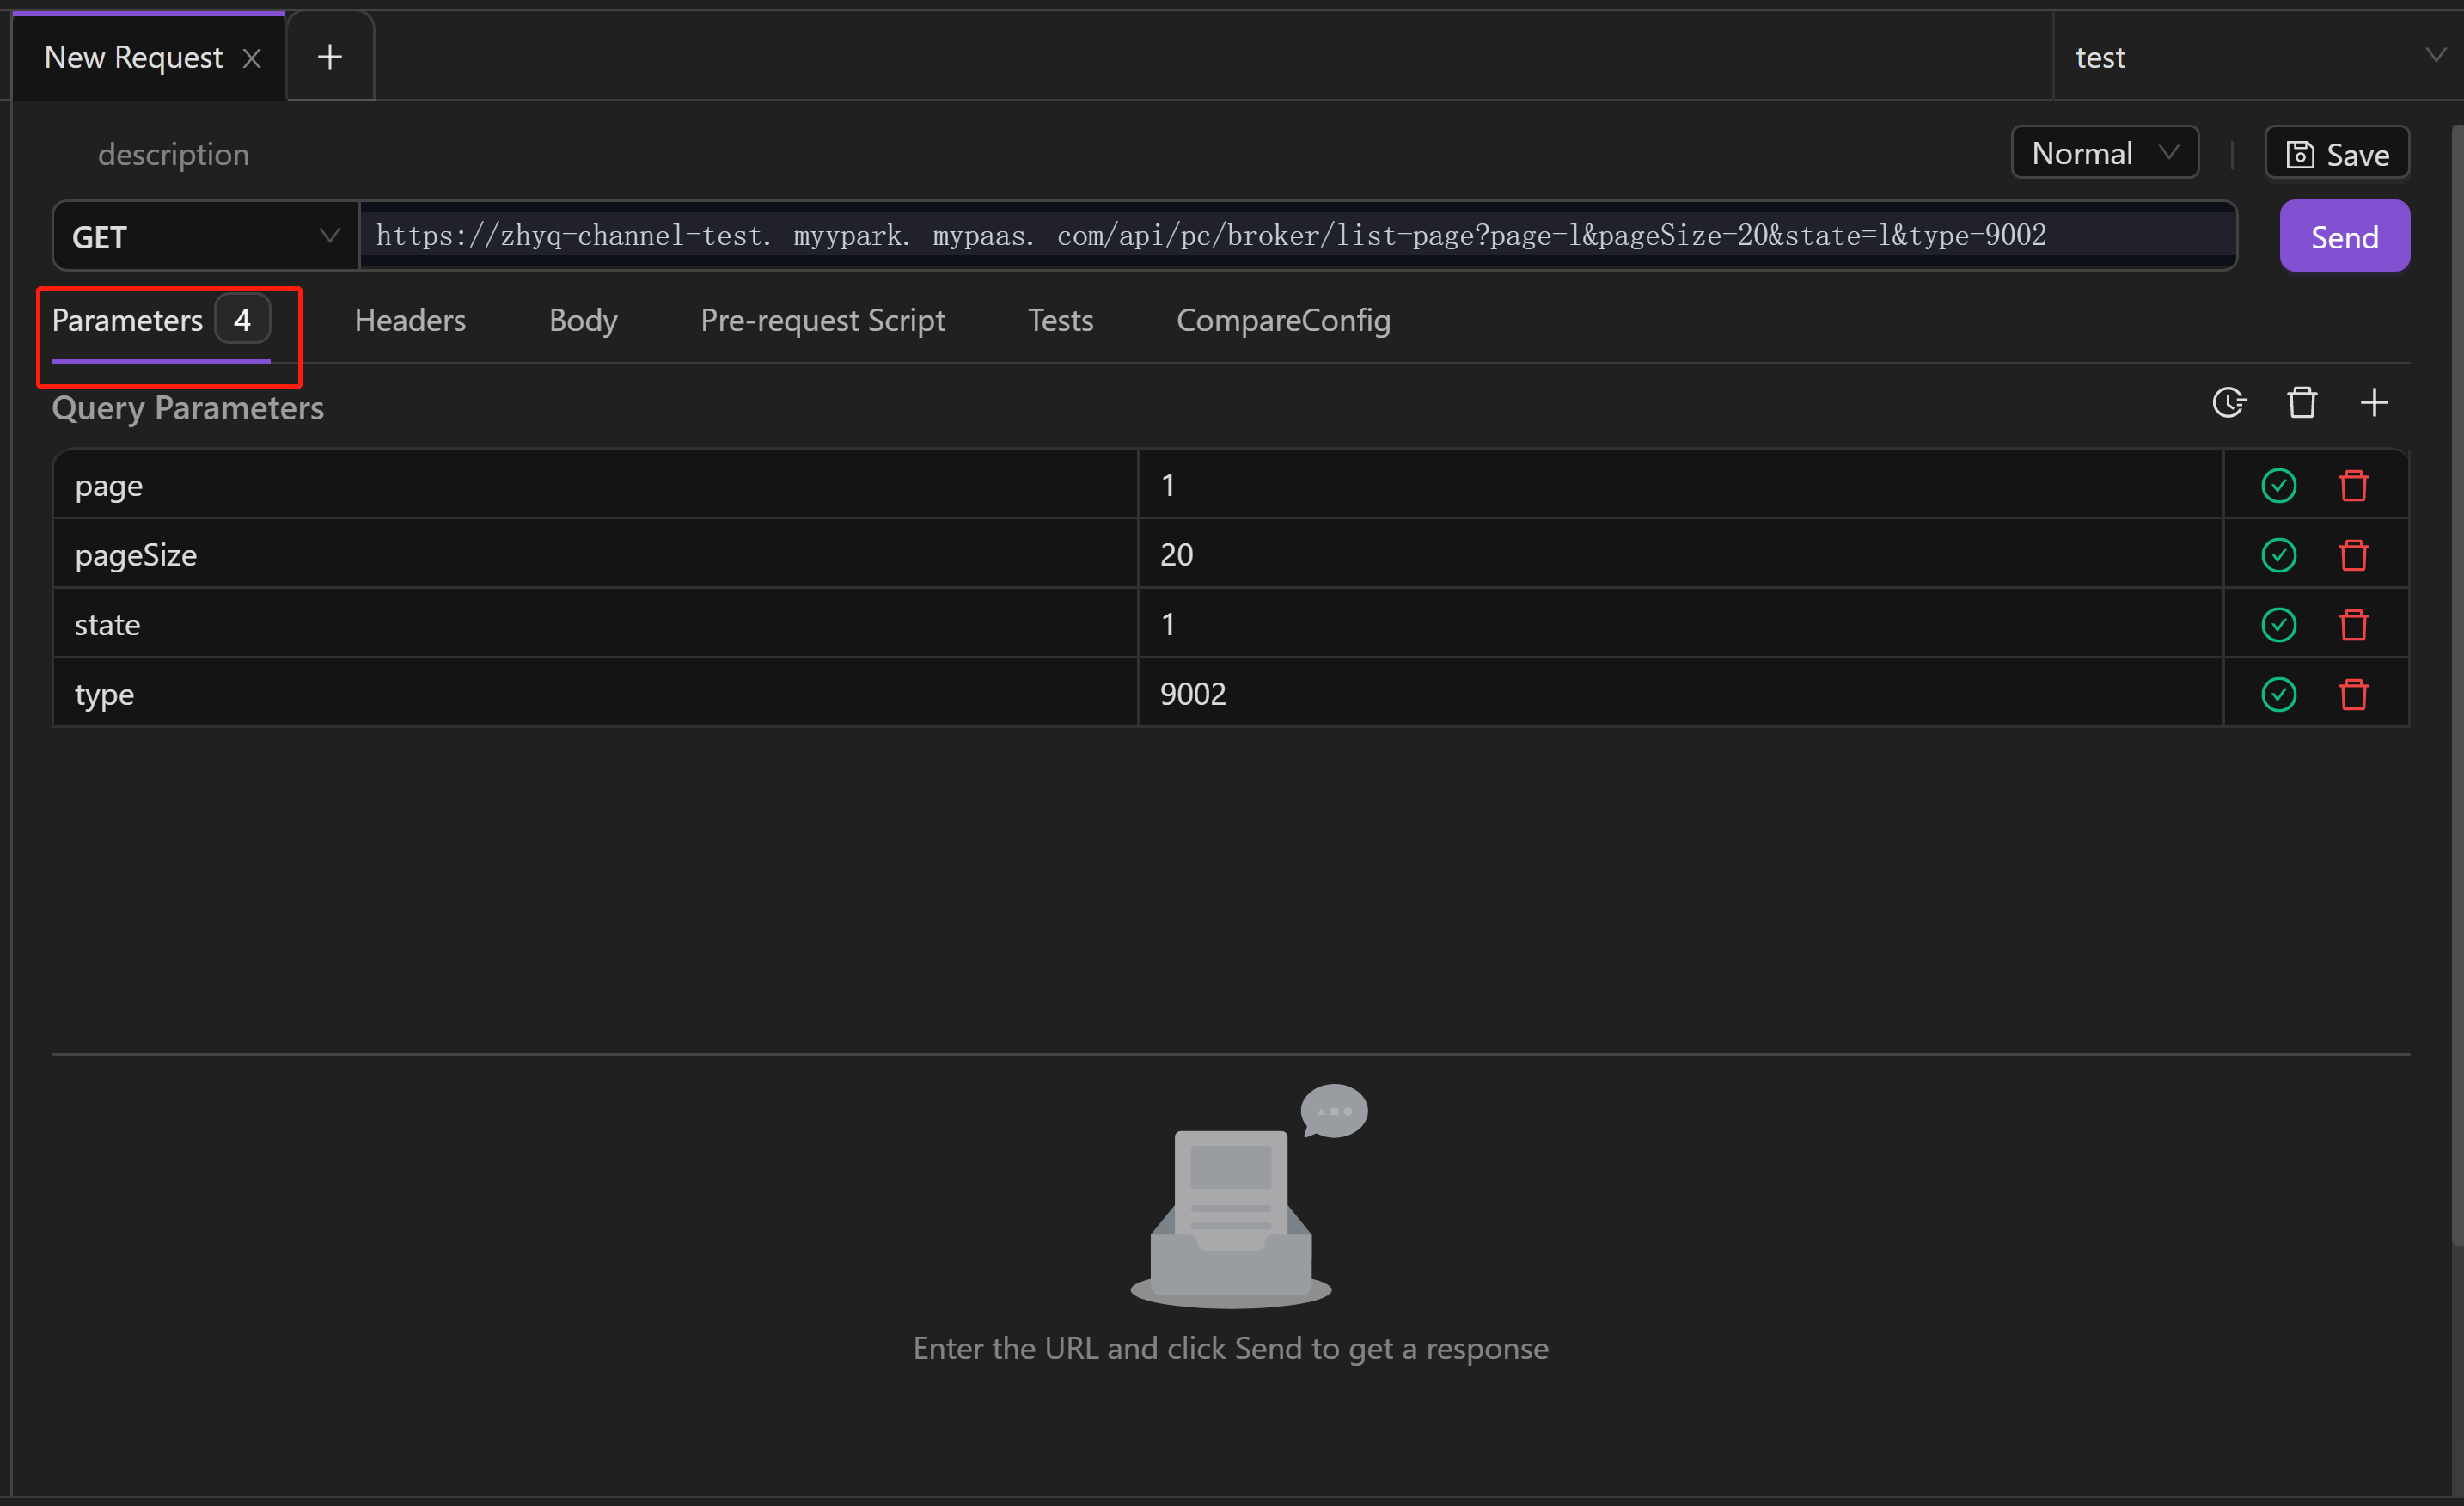 New Request X +
test
description
Normal
Save
GET
https://zhyq-channel-test. myypark. mypaas. com/api/pc/broker/list-page?page-1&pageSize-20&state=1&type-9002
Send
Parameters 4 Headers Body Pre-request Script Tests CompareConfig
Query Parameters
page 1
pageSize 20
state 1
type 9002
Enter the URL and click Send to get a response